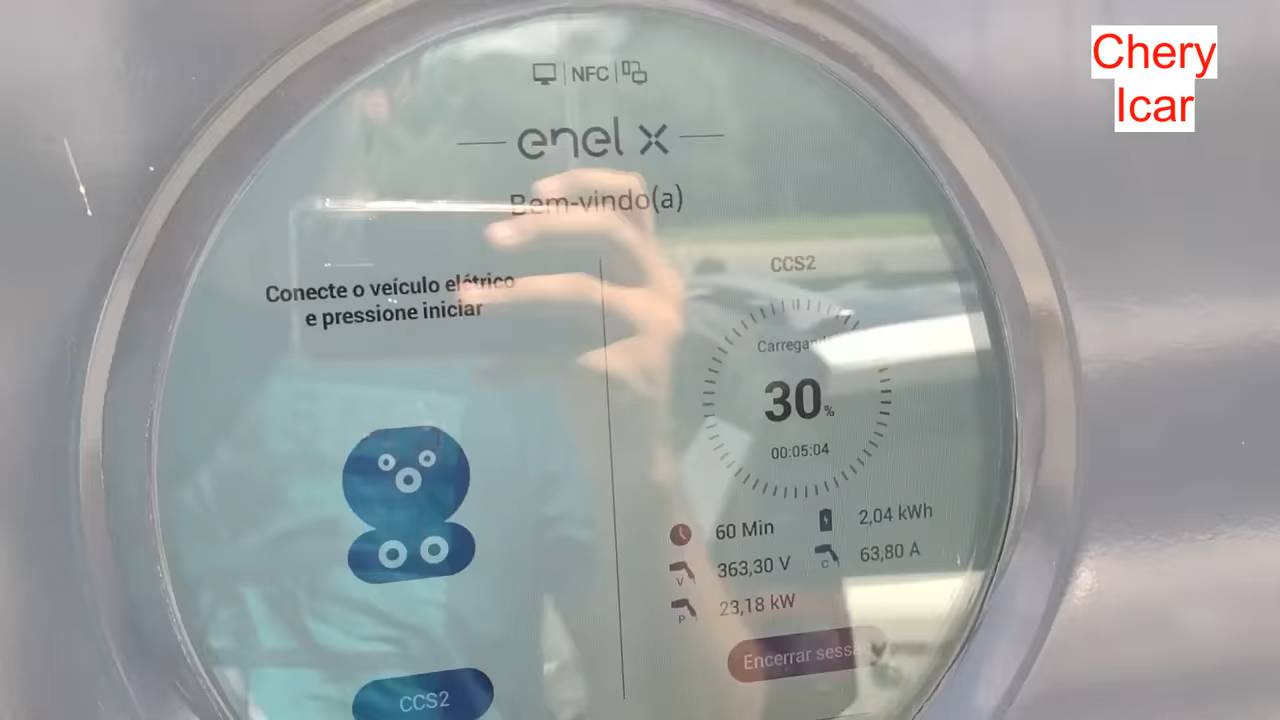 Chery
Icar
NFC
enel x
Bem-vindo(a)
Conecte o veículo elétrico
e pressione iniciar
CCS2
CCS2
30%
00:05:04
60 Min
2,04 kWh
363,30 V
63,80 A
V
C
23,18 kW
P
Encerrar